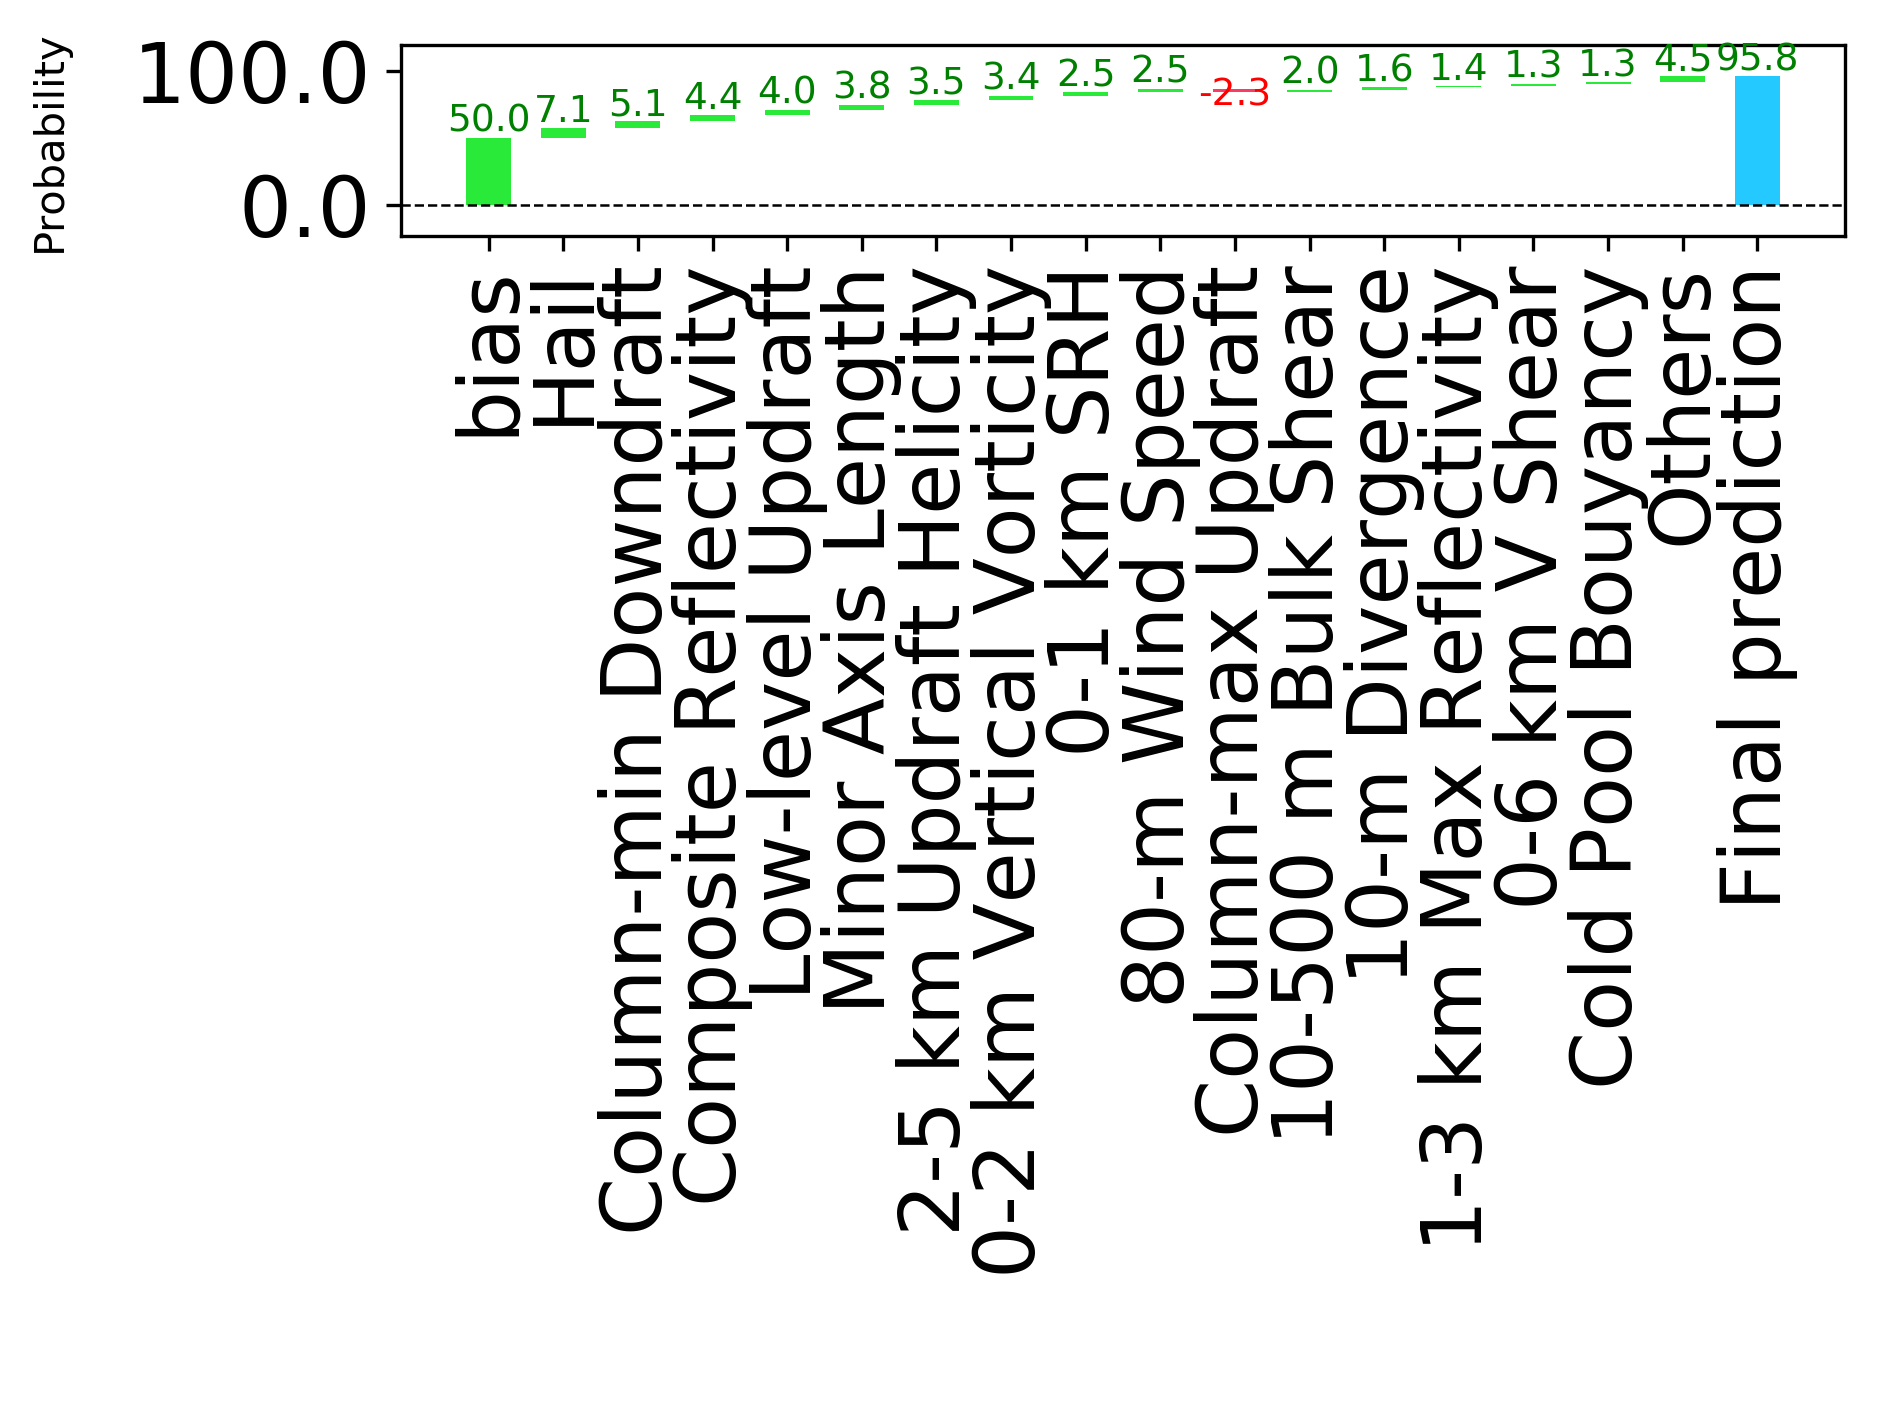 Probability
100.0
0.0
50.0
7.1
5.1
4.4
4.0
3.8
3.5
3.4
2.5
2.5
-2.3
2.0
1.6
1.4
1.3
1.3
4.5
95.8
bias
Hail
Column-min Downdraft
Composite Reflectivity
Low-level Updraft
Minor Axis Length
2-5 km Updraft Helicity
0-2 km Vertical Vorticity
0-1 km SRH
80-m Wind Speed
Column-max Updraft
10-500 m Bulk Shear
10-m Divergence
1-3 km Max Reflectivity
0-6 km V Shear
Cold Pool Bouyancy
Others
Final prediction